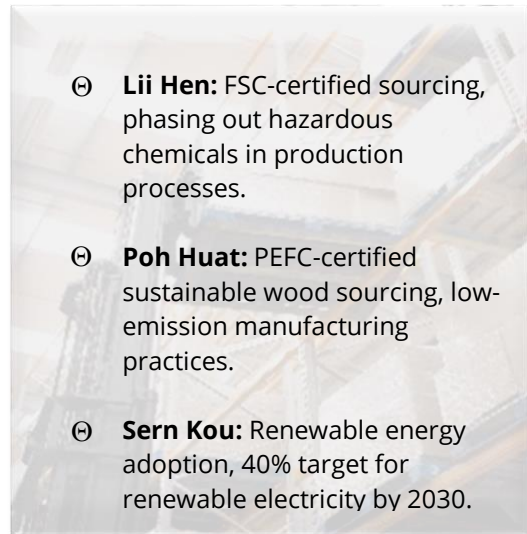 Θ Lii Hen: FSC-certified sourcing,
phasing out hazardous
chemicals in production
processes.
Θ Poh Huat: PEFC-certified
sustainable wood sourcing, low-
emission manufacturing
practices.
Θ Sern Kou: Renewable energy
adoption, 40% target for
renewable electricity by 2030.